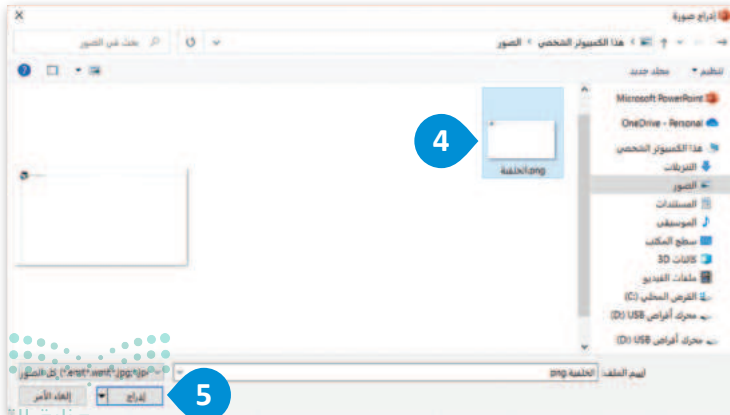 إدراج صورة
هذا الكمبيوتر الشخصي > الصور
بحث في الصور
تنظيم
مجلد جديد
Microsoft PowerPoint
OneDrive - Personal
هذا الكمبيوتر الشخصي
التنزيلات
الصور
المستندات
الموسيقى
سطح المكتب
كائنات 3D
ملفات الفيديو
القرص المحلي (C:)
محرك أقراص USB (D:)
محرك أقراص USB (D:)
4
الخلفية.png
اسم الملف:
الخلفية.png
كل الصور
إدراج
إلغاء الأمر
5